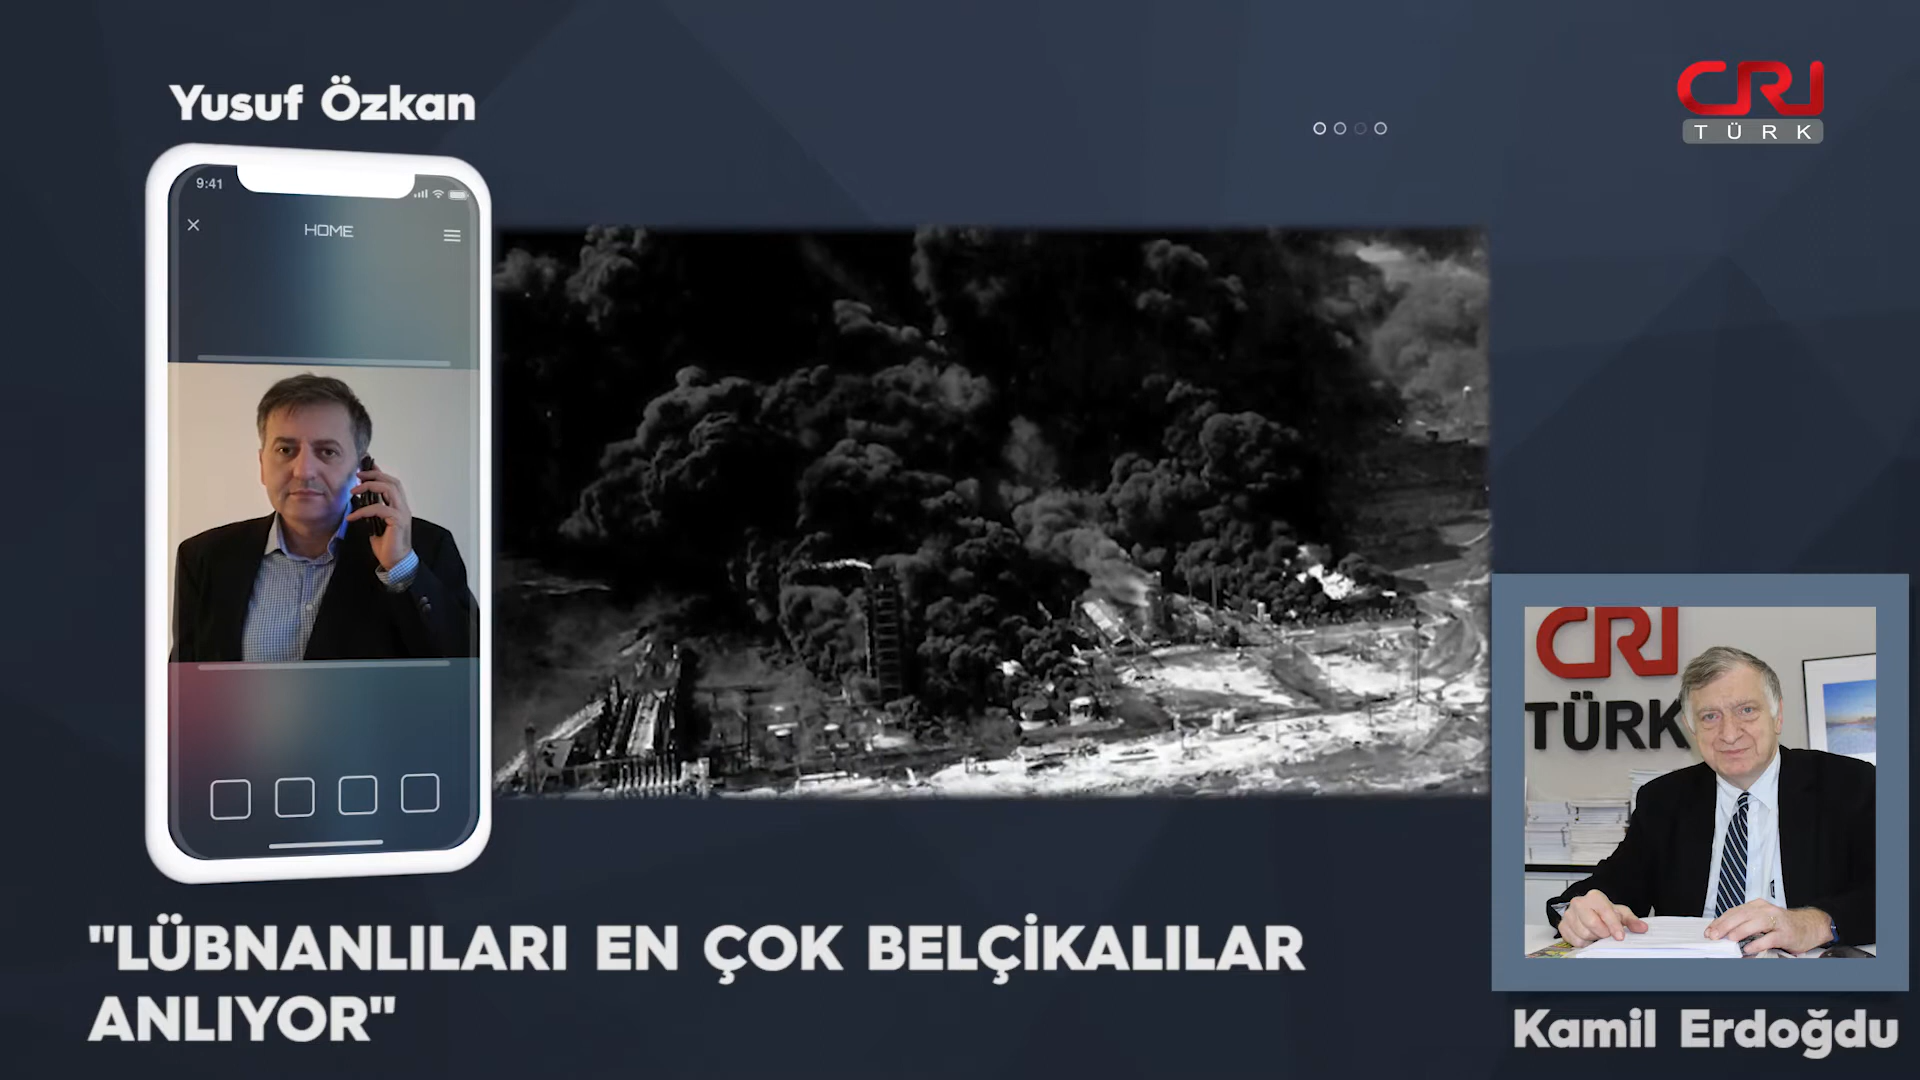 Yusuf Özkan
CRI
TÜRK
9:41
HOME
CRI
TÜRK
"LÜBNANLILARI EN ÇOK BELÇİKALILAR
ANLIYOR"
Kamil Erdoğdu